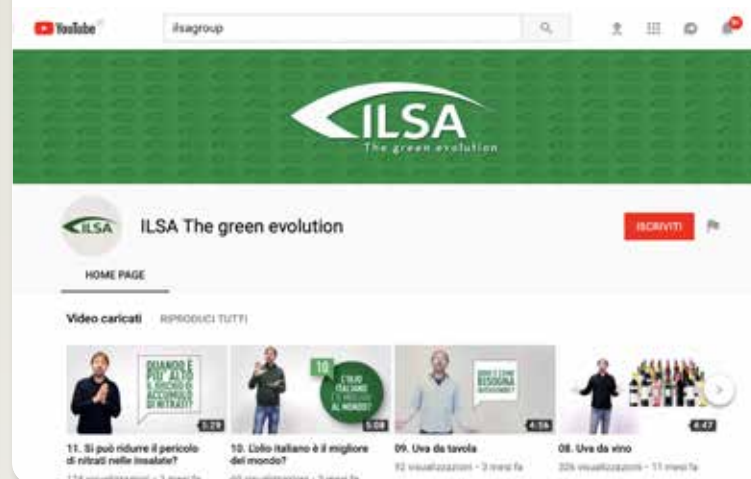 YouTube
ilsagroup
ILSA
The green evolution
ILSA
ILSA The green evolution
ISCRIVITI
HOME PAGE
Video caricati RIPRODUCI TUTTI
QUANDO È
PIU' ALTO
IL RISCHIO DI
ACCUMULO
DI NITRATI?
5:29
10
L'OLIO
ITALIANO
È IL MIGLIORE
AL MONDO?
5:08
BISOGNA
4:56
4:47
11. Si può ridurre il pericolo
di nitrati nelle insalate?
10. L'olio italiano è il migliore
del mondo?
09. Uva da tavola
92 visualizzazioni • 3 mesi fa
08. Uva da vino
326 visualizzazioni • 11 mesi fa